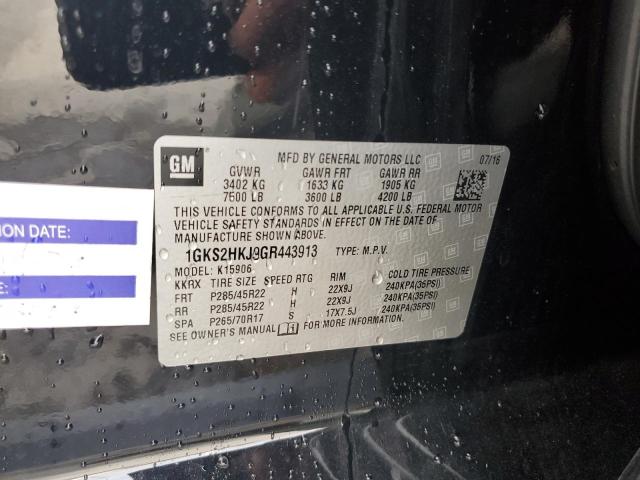 GM
MFD BY GENERAL MOTORS LLC 07/16
GVWR GAWR FRT GAWR RR
3402 KG 1633 KG 1905 KG
7500 LB 3600 LB 4200 LB
THIS VEHICLE CONFORMS TO ALL APPLICABLE U.S. FEDERAL MOTOR
VEHICLE SAFETY STANDARDS IN EFFECT ON THE DATE OF
MANUFACTURE SHOWN ABOVE.
1GKS2HKJ9GR443913 TYPE: M.P.V.
MODEL: K15906
KKRX TIRE SIZE SPEED RTG RIM COLD TIRE PRESSURE
FRT P285/45R22 H 22X9J 240KPA(35PSI)
RR P285/45R22 H 22X9J 240KPA(35PSI)
SPA P265/70R17 S 17X7.5J 240KPA(35PSI)
SEE OWNER'S MANUAL FOR MORE INFORMATION.
ION DATE: